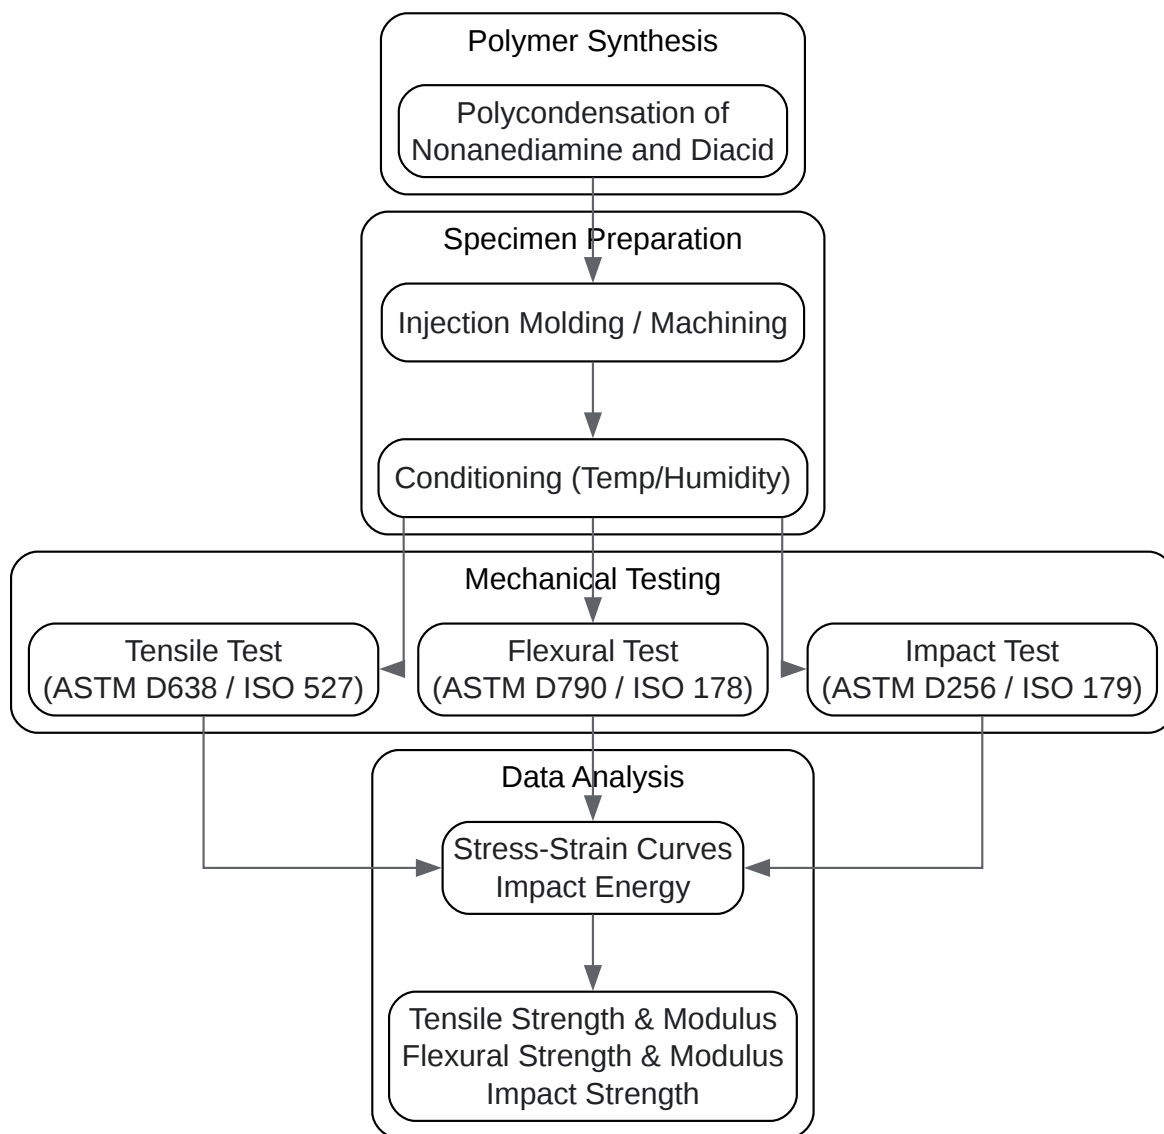 Polymer Synthesis
Polycondensation of
Nonanediamine and Diacid
Specimen Preparation
Injection Molding / Machining
Conditioning (Temp/Humidity)
Mechanical Testing
Tensile Test
(ASTM D638 / ISO 527)
Flexural Test
(ASTM D790 / ISO 178)
Impact Test
(ASTM D256 / ISO 179)
Data Analysis
Stress-Strain Curves
Impact Energy
Tensile Strength & Modulus
Flexural Strength & Modulus
Impact Strength